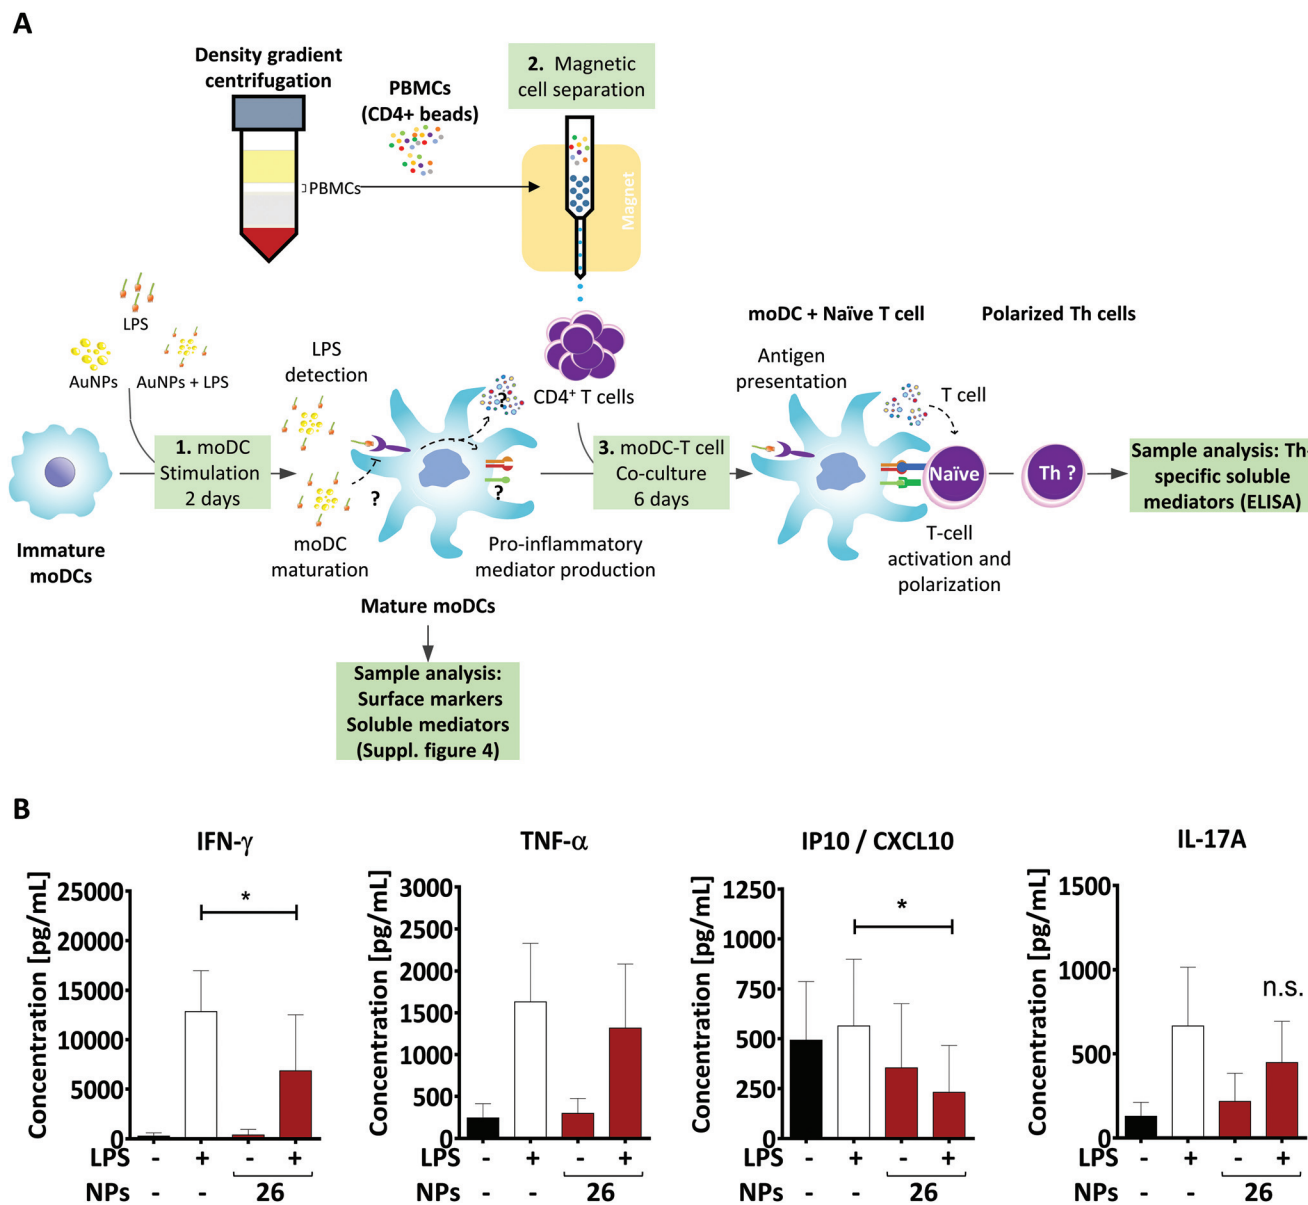 A
Density gradient
centrifugation
PBMCs
(CD4+ beads)
2. Magnetic
cell separation
PBMCs
Magnet
LPS
AuNPs
AuNPs + LPS
LPS
detection
CD4+ T cells
moDC + Naïve T cell
Polarized Th cells
Antigen
presentation
T cell
1. moDC
Stimulation
2 days
?
?
?
3. moDC-T cell
Co-culture
6 days
Naïve
Th ?
Sample analysis: Th-
specific soluble
mediators (ELISA)
Immature
moDCs
moDC
maturation
Pro-inflammatory
mediator production
T-cell
activation and
polarization
Mature moDCs
Sample analysis:
Surface markers
Soluble mediators
(Suppl. figure 4)
B
IFN-γ
Concentration [pg/mL]
25000
20000
15000
10000
5000
0
*
LPS - + - +
NPs - - 26
TNF-α
Concentration [pg/mL]
3000
2500
2000
1500
1000
500
0
LPS - + - +
NPs - - 26
IP10 / CXCL10
Concentration [pg/mL]
1250
1000
750
500
250
0
*
LPS - + - +
NPs - - 26
IL-17A
Concentration [pg/mL]
1500
1000
500
0
n.s.
LPS - + - +
NPs - - 26